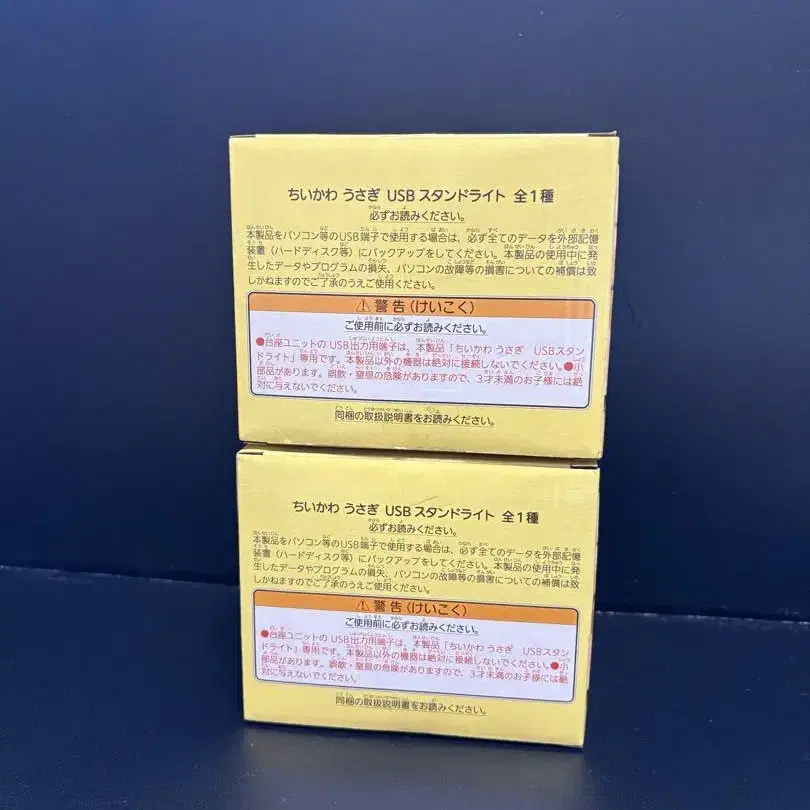 ちいかわ うさぎ USB スタンドライト 全1種
必ずお読みください。
本製品をパソコン等のUSB端子で使用する場合は、必ず全てのデータを外部記憶
装置（ハードディスク等）にバックアップをしてください。本製品の使用中に発
生したデータやプログラムの損失、パソコンの故障等の損害についての補償は致
しかねますのでご了承のうえご使用ください。
⚠警告（けいこく）
ご使用前に必ずお読みください。
●台座ユニットの USB出力用端子は、本製品「ちいかわ うさぎ USBスタン
ドライト」専用です。本製品以外の機器は絶対に接続しないでください。●小
部品があります。誤飲・窒息の危険がありますので、3才未満のお子様には絶
対に与えないでください。
同梱の取扱説明書をお読みください。
ちいかわ うさぎ USB スタンドライト 全1種
必ずお読みください。
本製品をパソコン等のUSB端子で使用する場合は、必ず全てのデータを外部記憶
装置（ハードディスク等）にバックアップをしてください。本製品の使用中に発
生したデータやプログラムの損失、パソコンの故障等の損害についての補償は致
しかねますのでご了承のうえご使用ください。
⚠警告（けいこく）
ご使用前に必ずお読みください。
●台座ユニットの USB出力用端子は、本製品「ちいかわ うさぎ USBスタン
ドライト」専用です。本製品以外の機器は絶対に接続しないでください。●小
部品があります。誤飲・窒息の危険がありますので、3才未満のお子様には絶
対に与えないでください。
同梱の取扱説明書をお読みください。